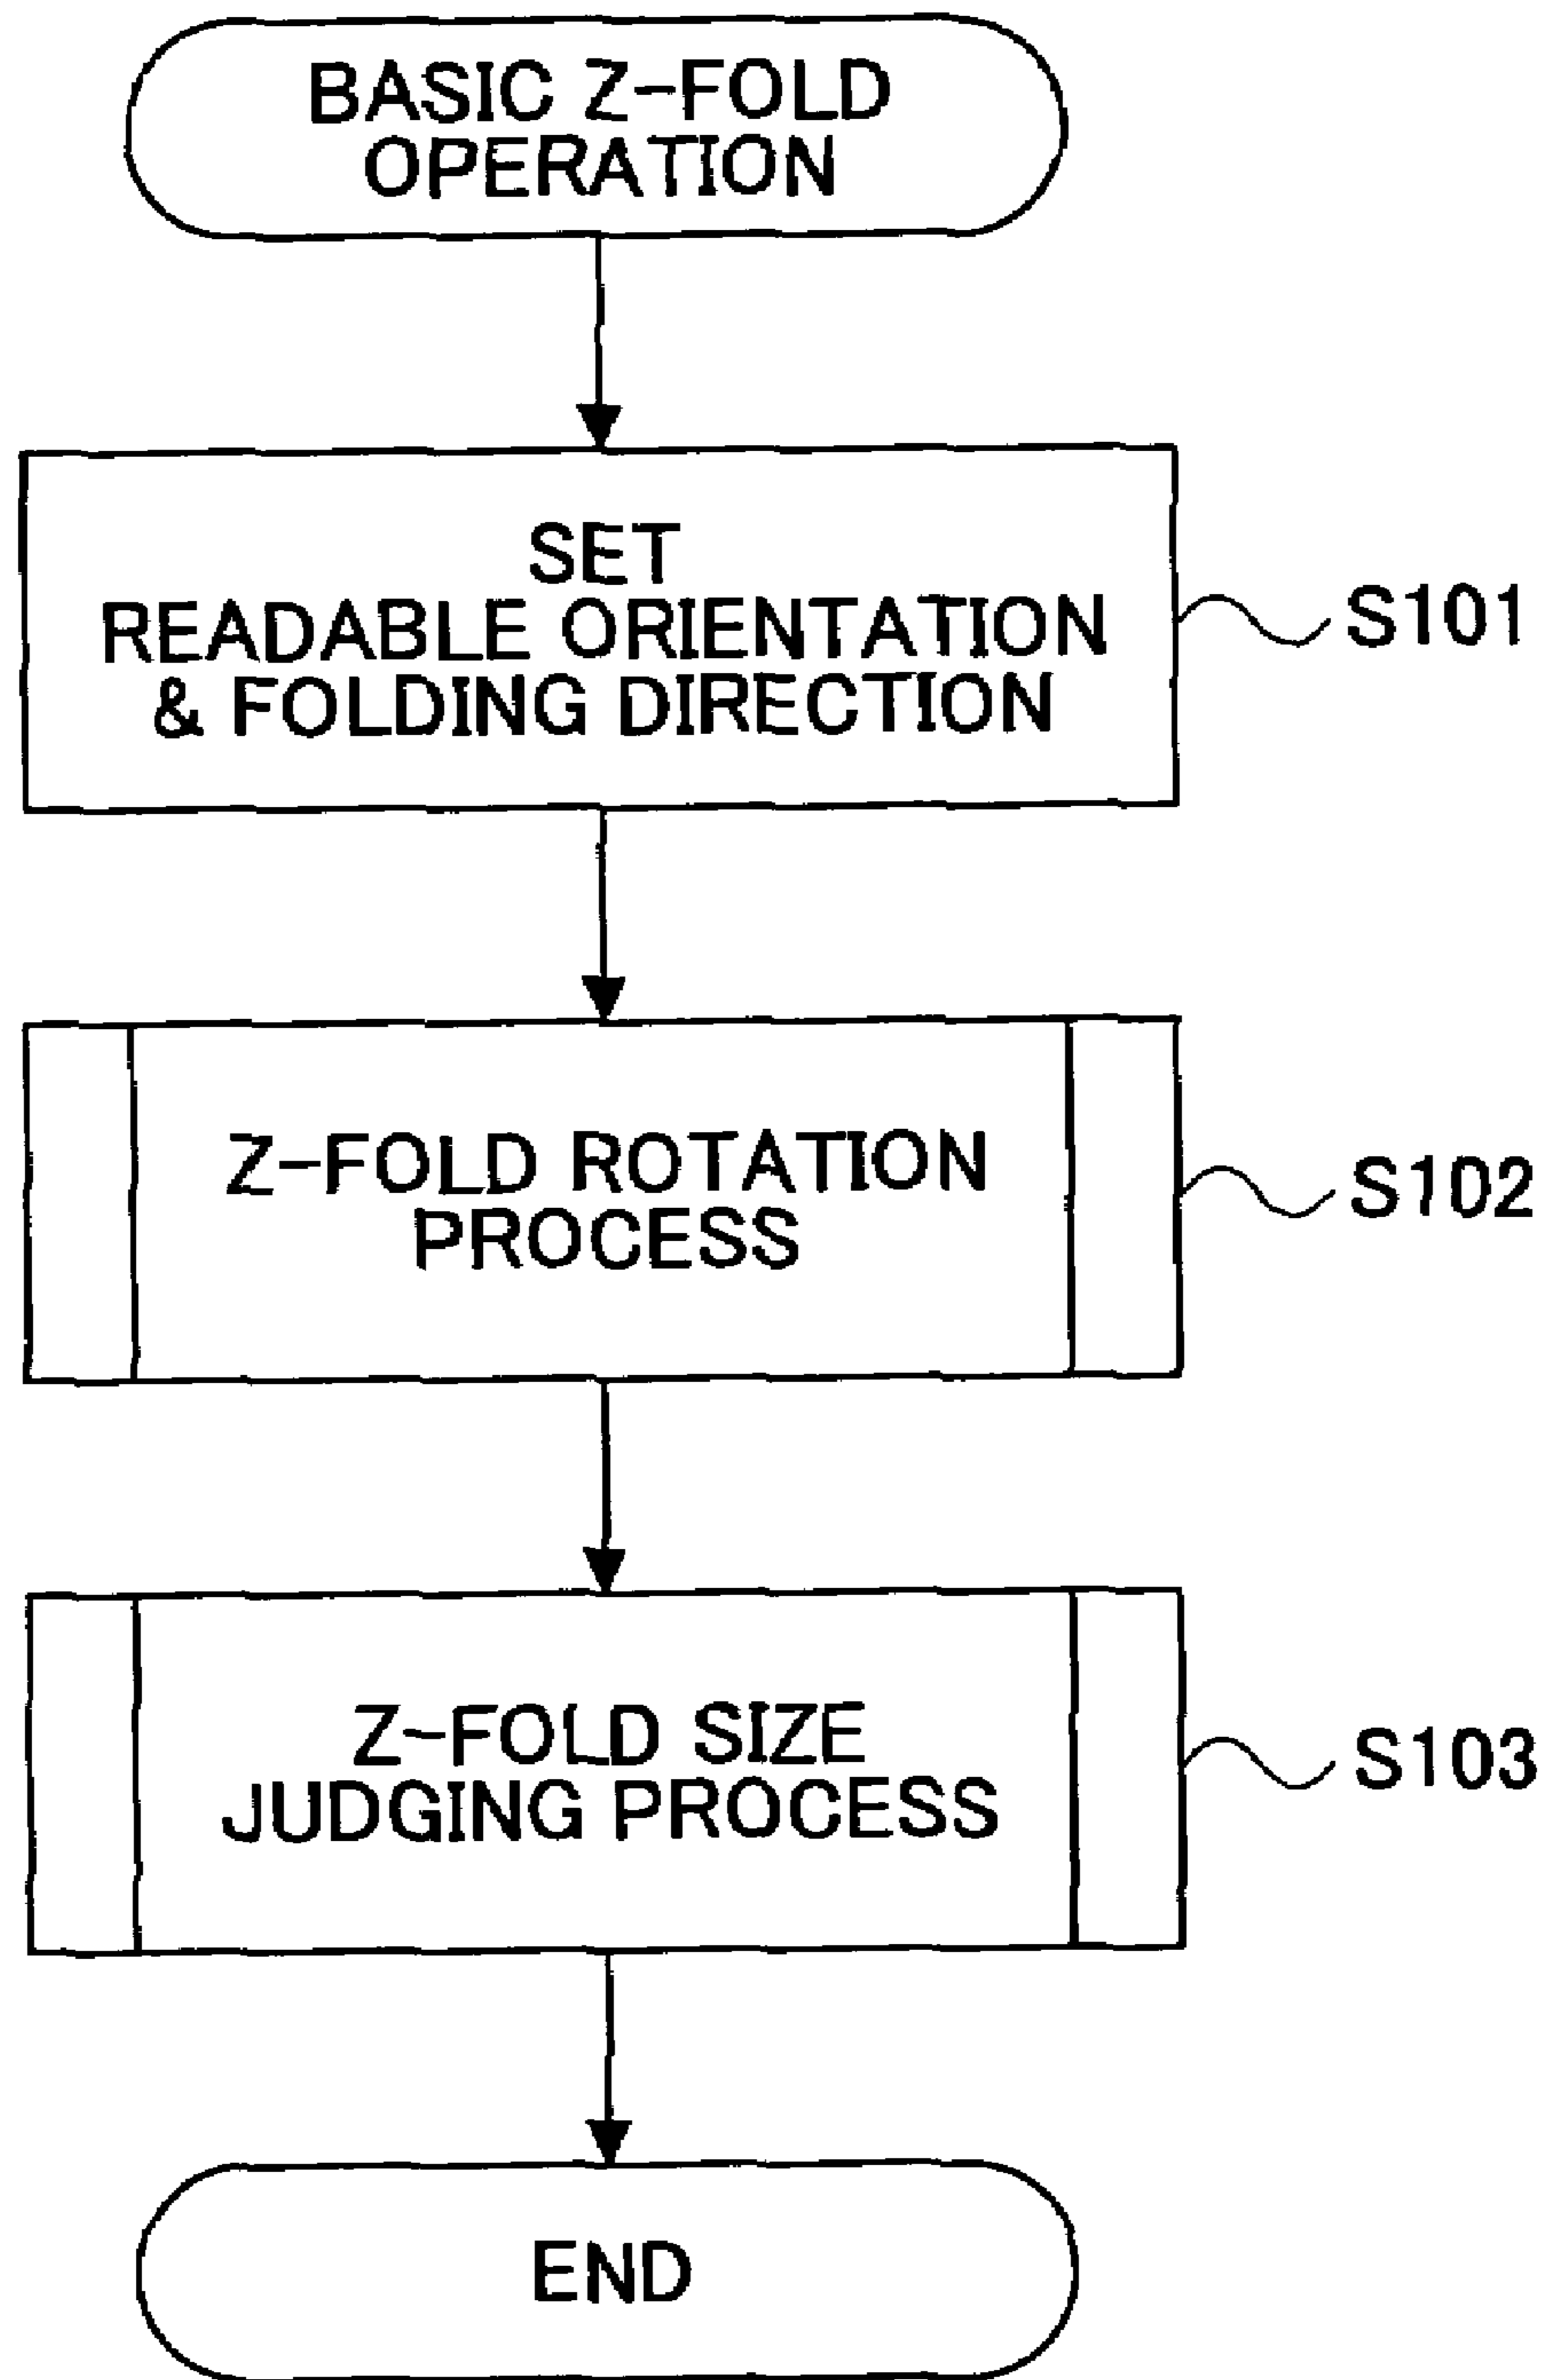 BASIC Z-FOLD
OPERATION
SET
READABLE ORIENTATION
& FOLDING DIRECTION
S101
Z-FOLD ROTATION
PROCESS
S102
Z-FOLD SIZE
JUDGING PROCESS
S103
END